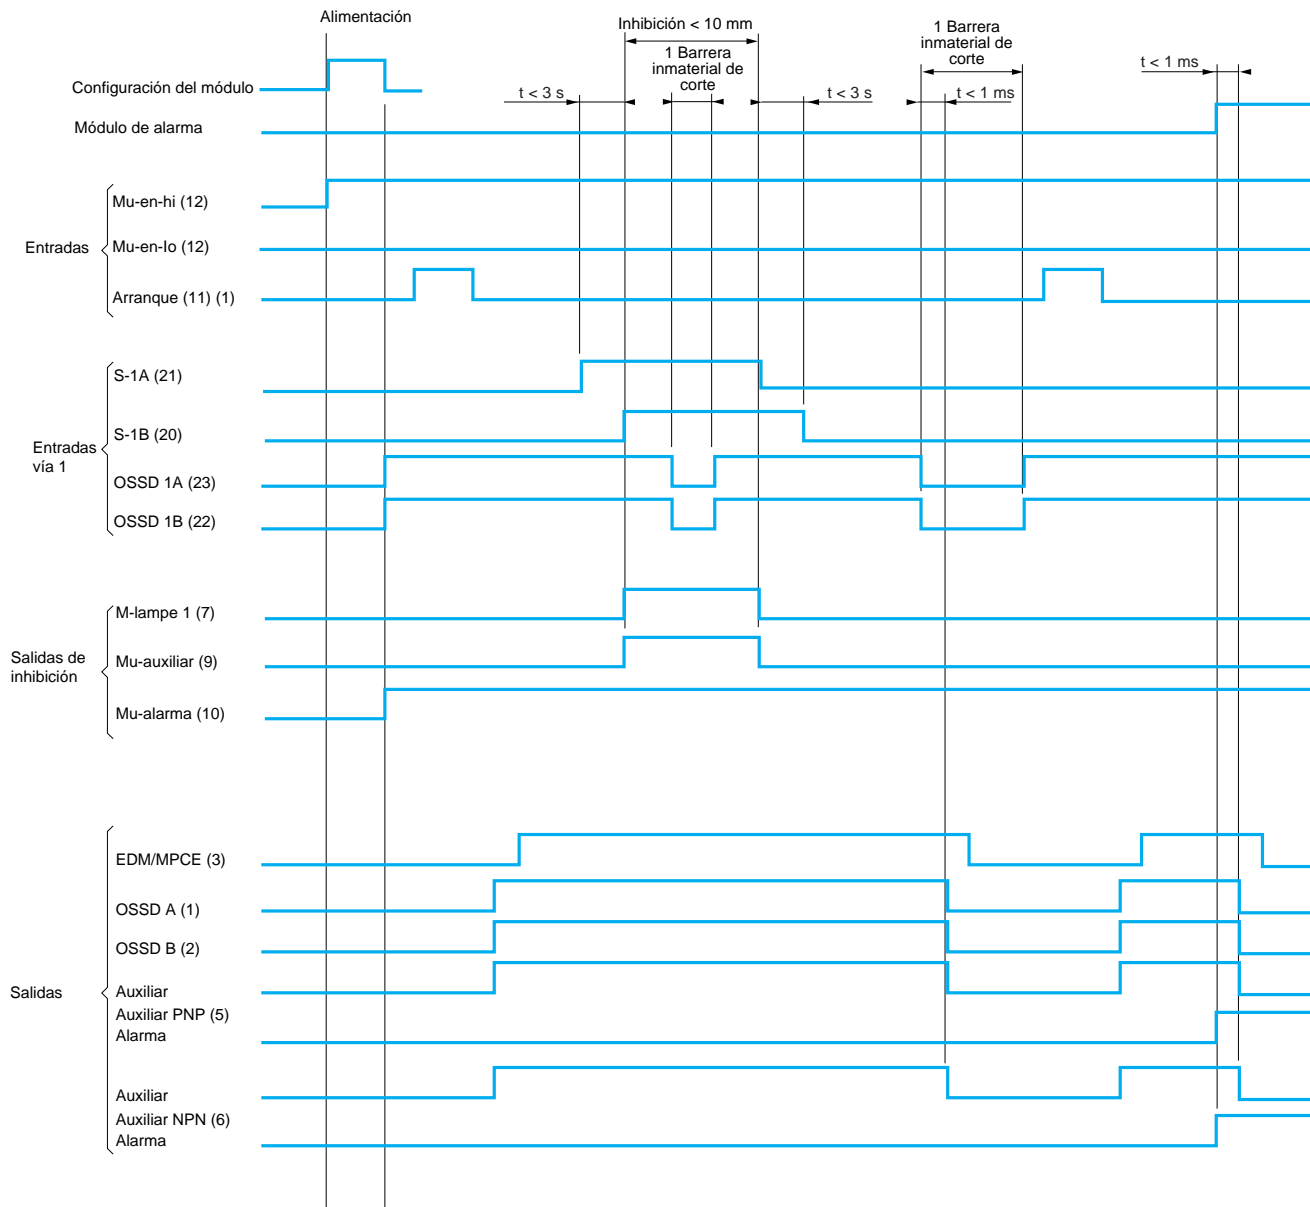 Alimentación
Inhibición < 10 mm
1 Barrera
inmaterial de
corte
1 Barrera
inmaterial de
corte
t < 1 ms
Configuración del módulo
t < 3 s
t < 3 s
t < 1 ms
Módulo de alarma
Entradas
Mu-en-hi (12)
Mu-en-Io (12)
Arranque (11) (1)
Entradas
vía 1
S-1A (21)
S-1B (20)
OSSD 1A (23)
OSSD 1B (22)
Salidas de
inhibición
M-lampe 1 (7)
Mu-auxiliar (9)
Mu-alarma (10)
Salidas
EDM/MPCE (3)
OSSD A (1)
OSSD B (2)
Auxiliar
Auxiliar PNP (5)
Alarma
Auxiliar
Auxiliar NPN (6)
Alarma